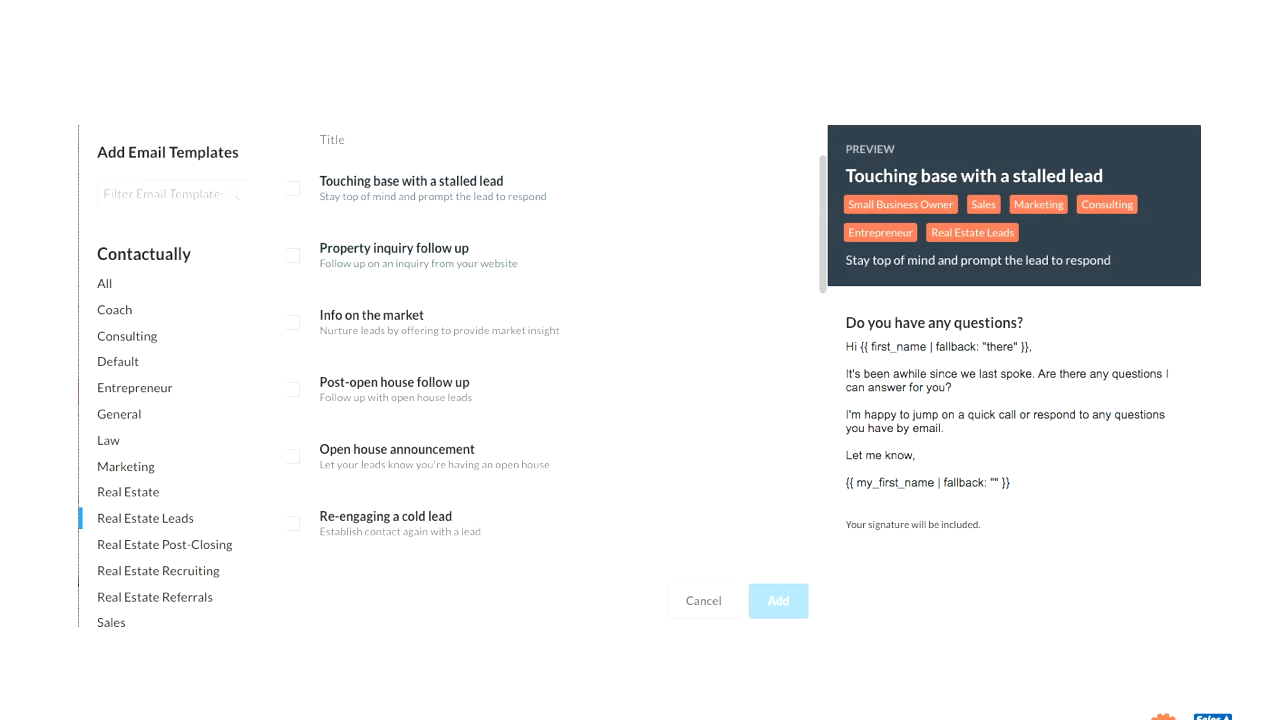 Add Email Templates
Filter Email Template
Contactually
All
Coach
Consulting
Default
Entrepreneur
General
Law
Marketing
Real Estate
Real Estate Leads
Real Estate Post-Closing
Real Estate Recruiting
Real Estate Referrals
Sales
Title
Touching base with a stalled lead
Stay top of mind and prompt the lead to respond
Property inquiry follow up
Follow up on an inquiry from your website
Info on the market
Nurture leads by offering to provide market insight
Post-open house follow up
Follow up with open house leads
Open house announcement
Let your leads know you're having an open house
Re-engaging a cold lead
Establish contact again with a lead
Cancel Add
PREVIEW
Touching base with a stalled lead
Small Business Owner Sales Marketing Consulting
Entrepreneur Real Estate Leads
Stay top of mind and prompt the lead to respond
Do you have any questions?
Hi {{ first_name | fallback: "there" }},
It's been awhile since we last spoke. Are there any questions I
can answer for you?
I'm happy to jump on a quick call or respond to any questions
you have by email.
Let me know,
{{ my_first_name | fallback: "" }}
Your signature will be included.